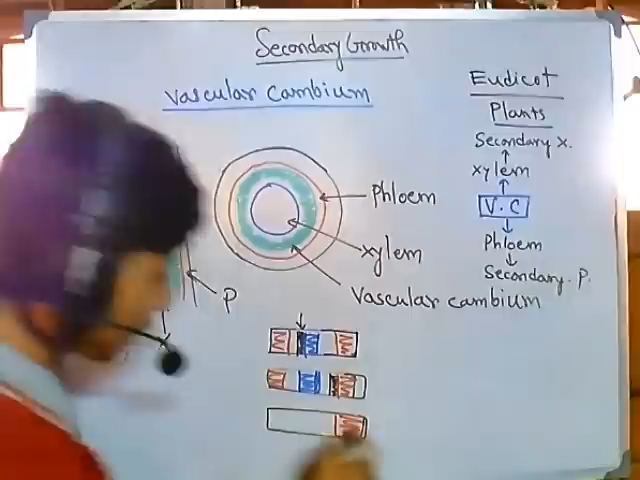 Secondary Growth
Vascular Cambium
Phloem
xylem
Vascular cambium
P
Eudicot
Plants
Secondary x.
xylem
V.C
Phloem
Secondary. P.